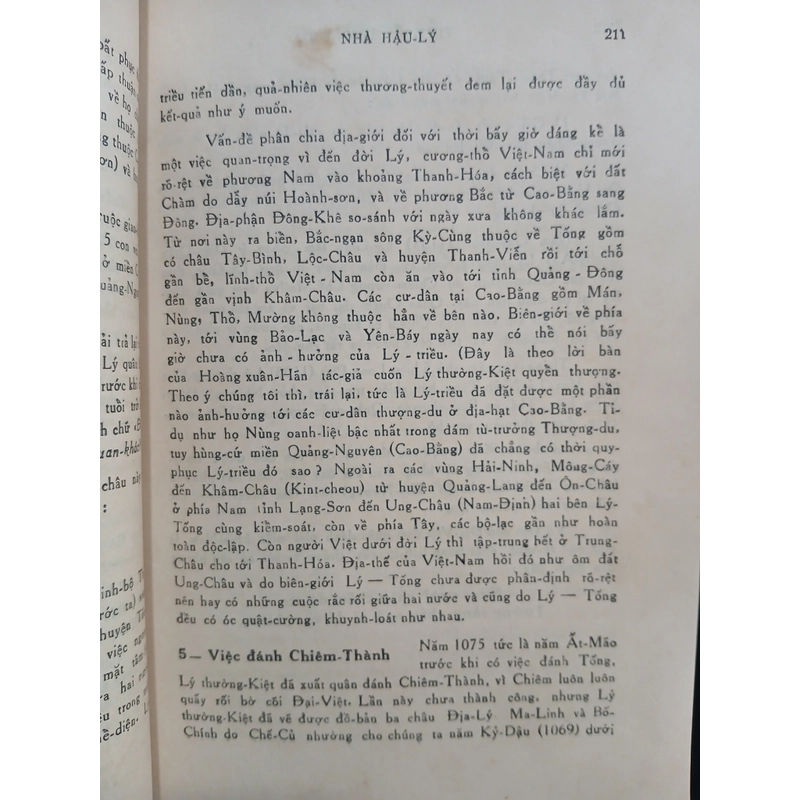 NHÀ HẬU-LÝ 211
triều tiến dần, quả-nhiên việc thương-thuyết đem lại được đầy đủ
kết-quả như ý muốn.
Vấn-đề phân chia địa-giới đối với thời bấy giờ đáng kể là
một việc quan-trọng vì đến đời Lý, cương-thổ Việt-Nam chỉ mới
rõ-rệt về phương Nam vào khoảng Thanh-Hóa, cách biệt với đất
Chàm do dẫy núi Hoành-sơn, và về phương Bắc từ Cao-Bằng sang
Đông. Địa-phận Đông-Khê so-sánh với ngày xưa không khác lắm.
Từ nơi này ra biển, Bắc-ngạn sông Kỳ-Cùng thuộc về Tống gồm
có châu Tây-Bình, Lộc-Châu và huyện Thanh-Viễn rồi tới chỗ
gần bể, lĩnh-thổ Việt-Nam còn ăn vào tới tỉnh Quảng-Đông
đến gần vịnh Khâm-Châu. Các cư-dân tại Cao-Bằng gồm Mán,
Nùng, Thổ, Mường không thuộc hẳn về bên nào. Biên-giới về phía
này, tới vùng Bảo-Lạc và Yên-Báy ngày nay có thể nói bấy
giờ chưa có ảnh-hưởng của Lý-triều. (Đây là theo lời bàn
của Hoàng xuân-Hãn tác-giả cuốn Lý thường-Kiệt quyển thượng.
Theo ý chúng tôi thì, trái lại, tức là Lý-triều đã đặt được một phần
nào ảnh-hưởng tới các cư-dân thượng-du ở địa-hạt Cao-Bằng. Tỉ-
dụ như họ Nùng oanh-liệt bậc nhất trong đám tù-trưởng Thượng-du,
tuy hùng-cứ miền Quảng-Nguyên (Cao-Bằng) đã chẳng có thời quy-
phục Lý-triều đó sao ? Ngoài ra các vùng Hải-Ninh, Mông-Cáy
đến Khâm-Châu (Kint-cheou) từ huyện Quảng-Lang đến Ôn-Châu
ở phía Nam tỉnh Lạng-Sơn đến Ung-Châu (Nam-Định) hai bên Lý-
Tống cùng kiểm-soát, còn về phía Tây, các bộ-lạc gần như hoàn
toàn độc-lập. Còn người Việt dưới đời Lý thì tập-trung hết ở Trung-
Châu cho tới Thanh-Hóa. Địa-thế của Việt-Nam hồi đó như ôm đất
Ung-Châu và do biên-giới Lý — Tống chưa được phân-định rõ-rệt
nên hay có những cuộc rắc rối giữa hai nước và cũng do Lý — Tống
đều có óc quật-cường, khuynh-loát như nhau.
5 — Việc đánh Chiêm-Thành Năm 1075 tức là năm Ất-Mão
trước khi có việc đánh Tống,
Lý thường-Kiệt đã xuất quân đánh Chiêm-Thành, vì Chiêm luôn luôn
quấy rối bờ cõi Đại-Việt. Lần này chưa thành công, nhưng Lý
thường-Kiệt đã vẽ được đồ-bản ba châu Địa-Lý Ma-Linh và Bố-
Chính do Chế-Củ nhường cho chúng ta năm Kỷ-Dậu (1069) dưới